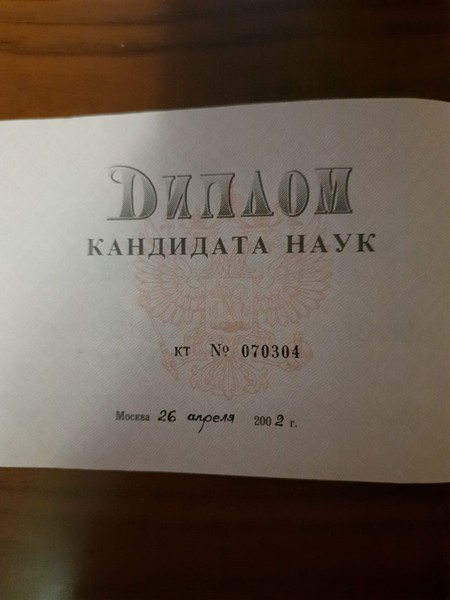 Диплом
КАНДИДАТА НАУК
КТ № 070304
Москва 26 апреля 2002 г.